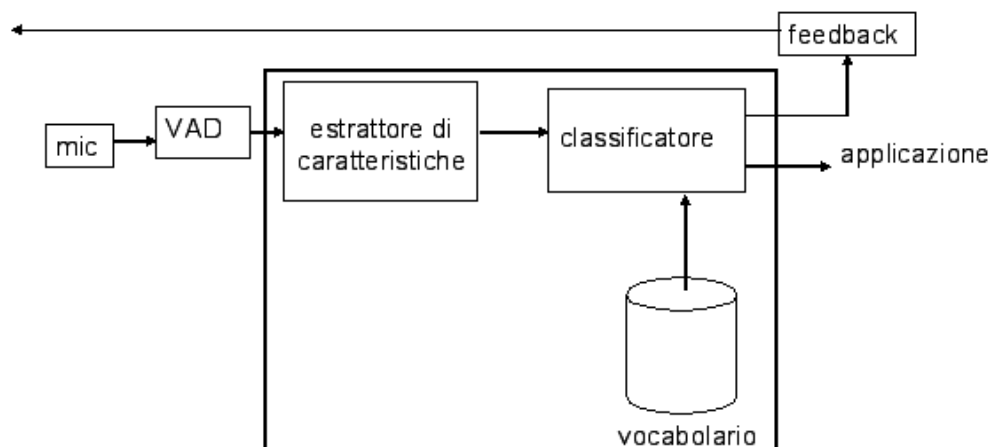 feedback
VAD
mic
estrattore di
caratteristiche
classificatore
applicazione
vocabolario